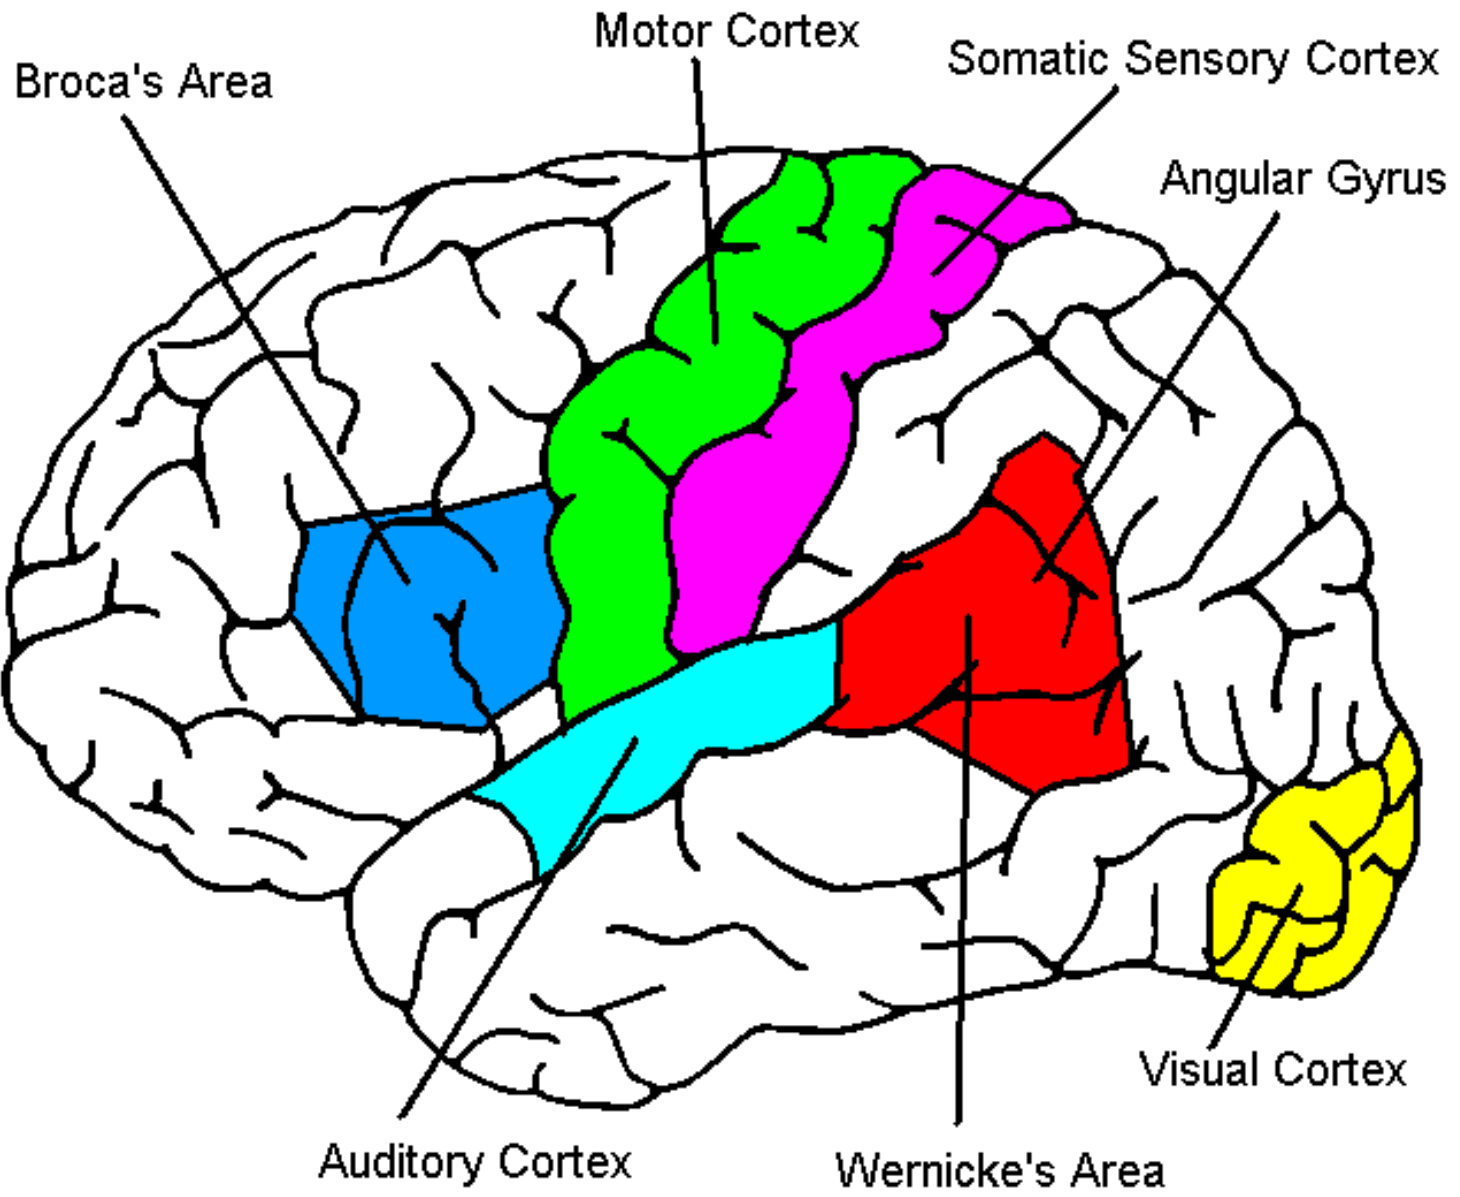 Motor Cortex
Somatic Sensory Cortex
Broca's Area
Angular Gyrus
Visual Cortex
Auditory Cortex
Wernicke's Area